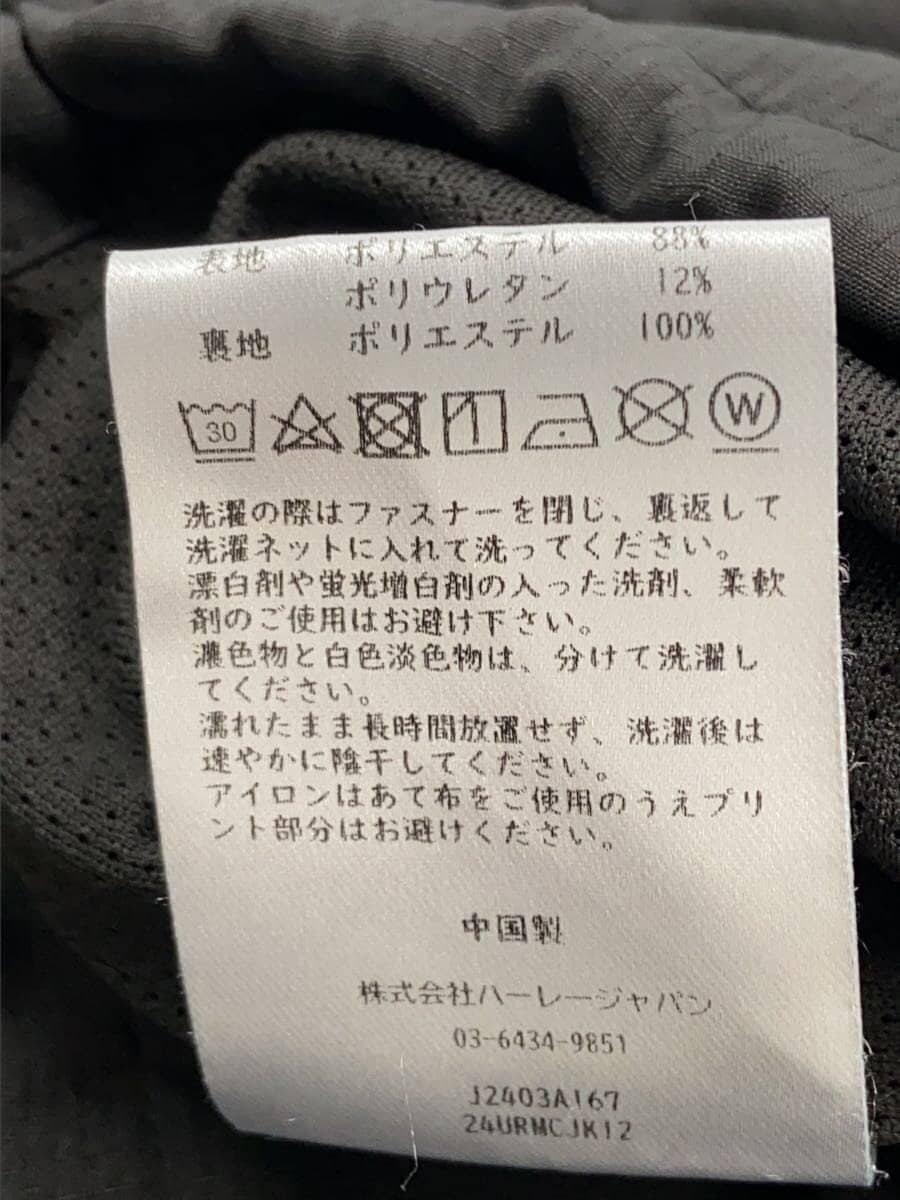 表地 ポリエステル 88%
ポリウレタン 12%
裏地 ポリエステル 100%
30
W
洗濯の際はファスナーを閉じ、裏返して
洗濯ネットに入れて洗ってください。
漂白剤や蛍光増白剤の入った洗剤、柔軟
剤のご使用はお避け下さい。
濃色物と白色淡色物は、分けて洗濯し
てください。
濡れたまま長時間放置せず、洗濯後は
速やかに陰干してください。
アイロンはあて布をご使用のうえプリ
ント部分はお避けください。
中国製
株式会社ハーレージャパン
03-6434-9851
J2403A167
24URMCJK12